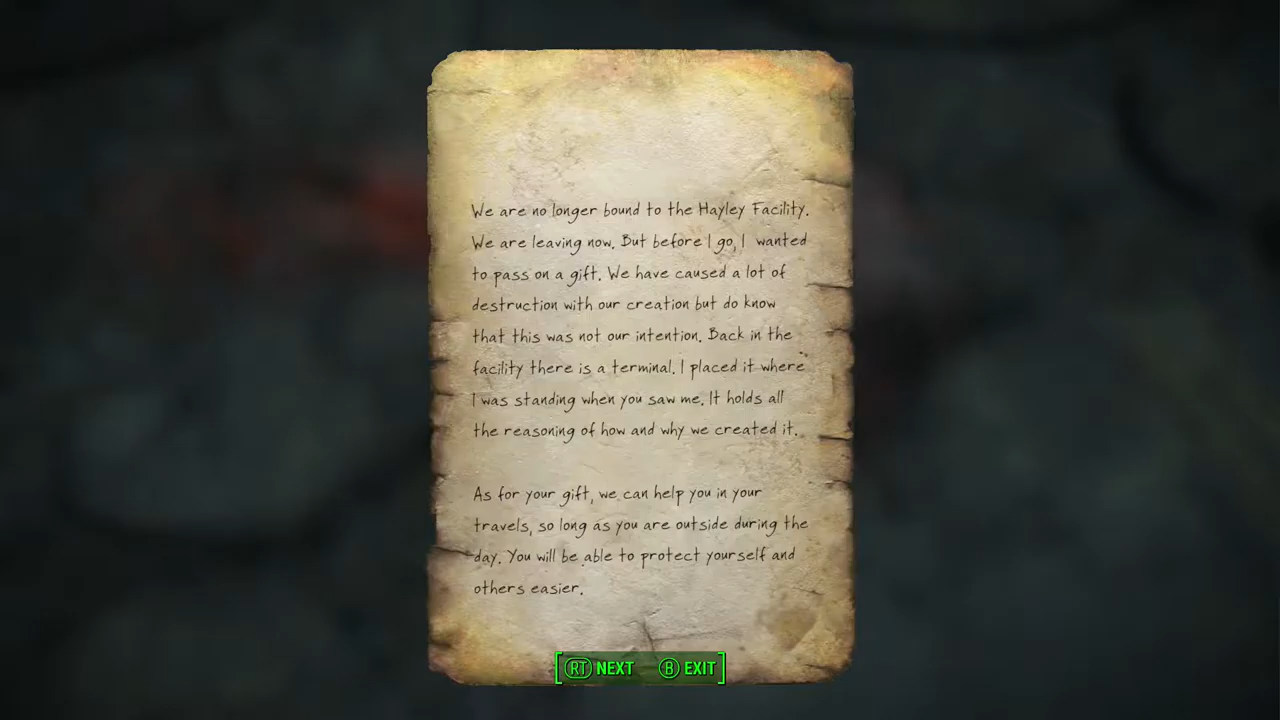 We are no longer bound to the Hayley Facility.
We are leaving now. But before I go, I wanted
to pass on a gift. We have caused a lot of
destruction with our creation but do know
that this was not our intention. Back in the
facility there is a terminal. I placed it where
I was standing when you saw me. It holds all
the reasoning of how and why we created it.
As for your gift, we can help you in your
travels, so long as you are outside during the
day. You will be able to protect yourself and
others easier.
RT NEXT B EXIT